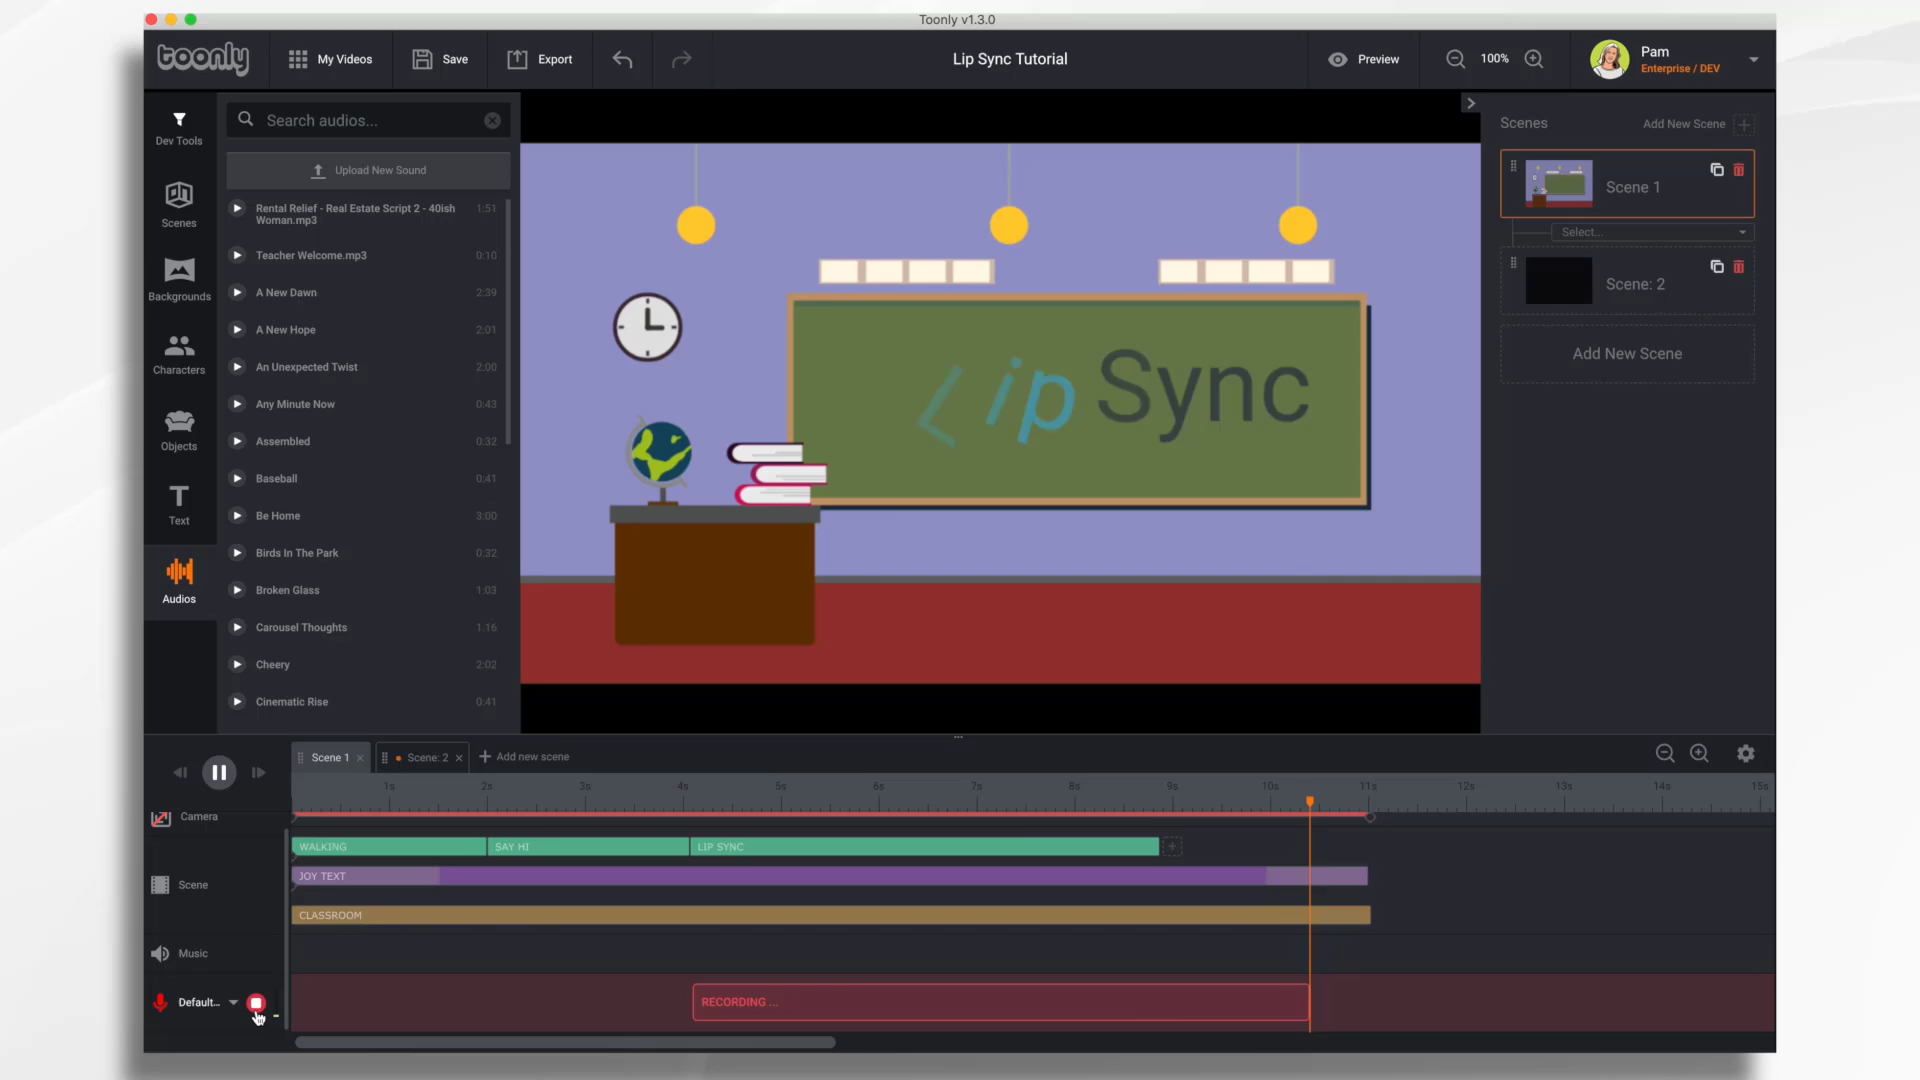 Toonly v1.3.0
toonly
My Videos
Save
Export
Lip Sync Tutorial
Preview
100%
Pam
Enterprise / DEV
Dev Tools
Scenes
Backgrounds
Characters
Objects
Text
Audios
Search audios...
Upload New Sound
Rental Relief - Real Estate Script 2 - 40ish
Woman.mp3
1:51
Teacher Welcome.mp3 0:10
A New Dawn 2:39
A New Hope 2:01
An Unexpected Twist 2:00
Any Minute Now 0:43
Assembled 0:32
Baseball 0:41
Be Home 3:00
Birds In The Park 0:32
Broken Glass 1:03
Carousel Thoughts 1:16
Cheery 2:02
Cinematic Rise 0:41
Lip Sync
Scenes
Add New Scene
Scene 1
Select...
Scene: 2
Add New Scene
Scene 1
Scene: 2
Add new scene
1s 2s 3s 4s 5s 6s 7s 8s 9s 10s 11s 12s 13s 14s 15s
Camera
WALKING SAY HI LIP SYNC
JOY TEXT
Scene
CLASSROOM
Music
Default...
RECORDING ...